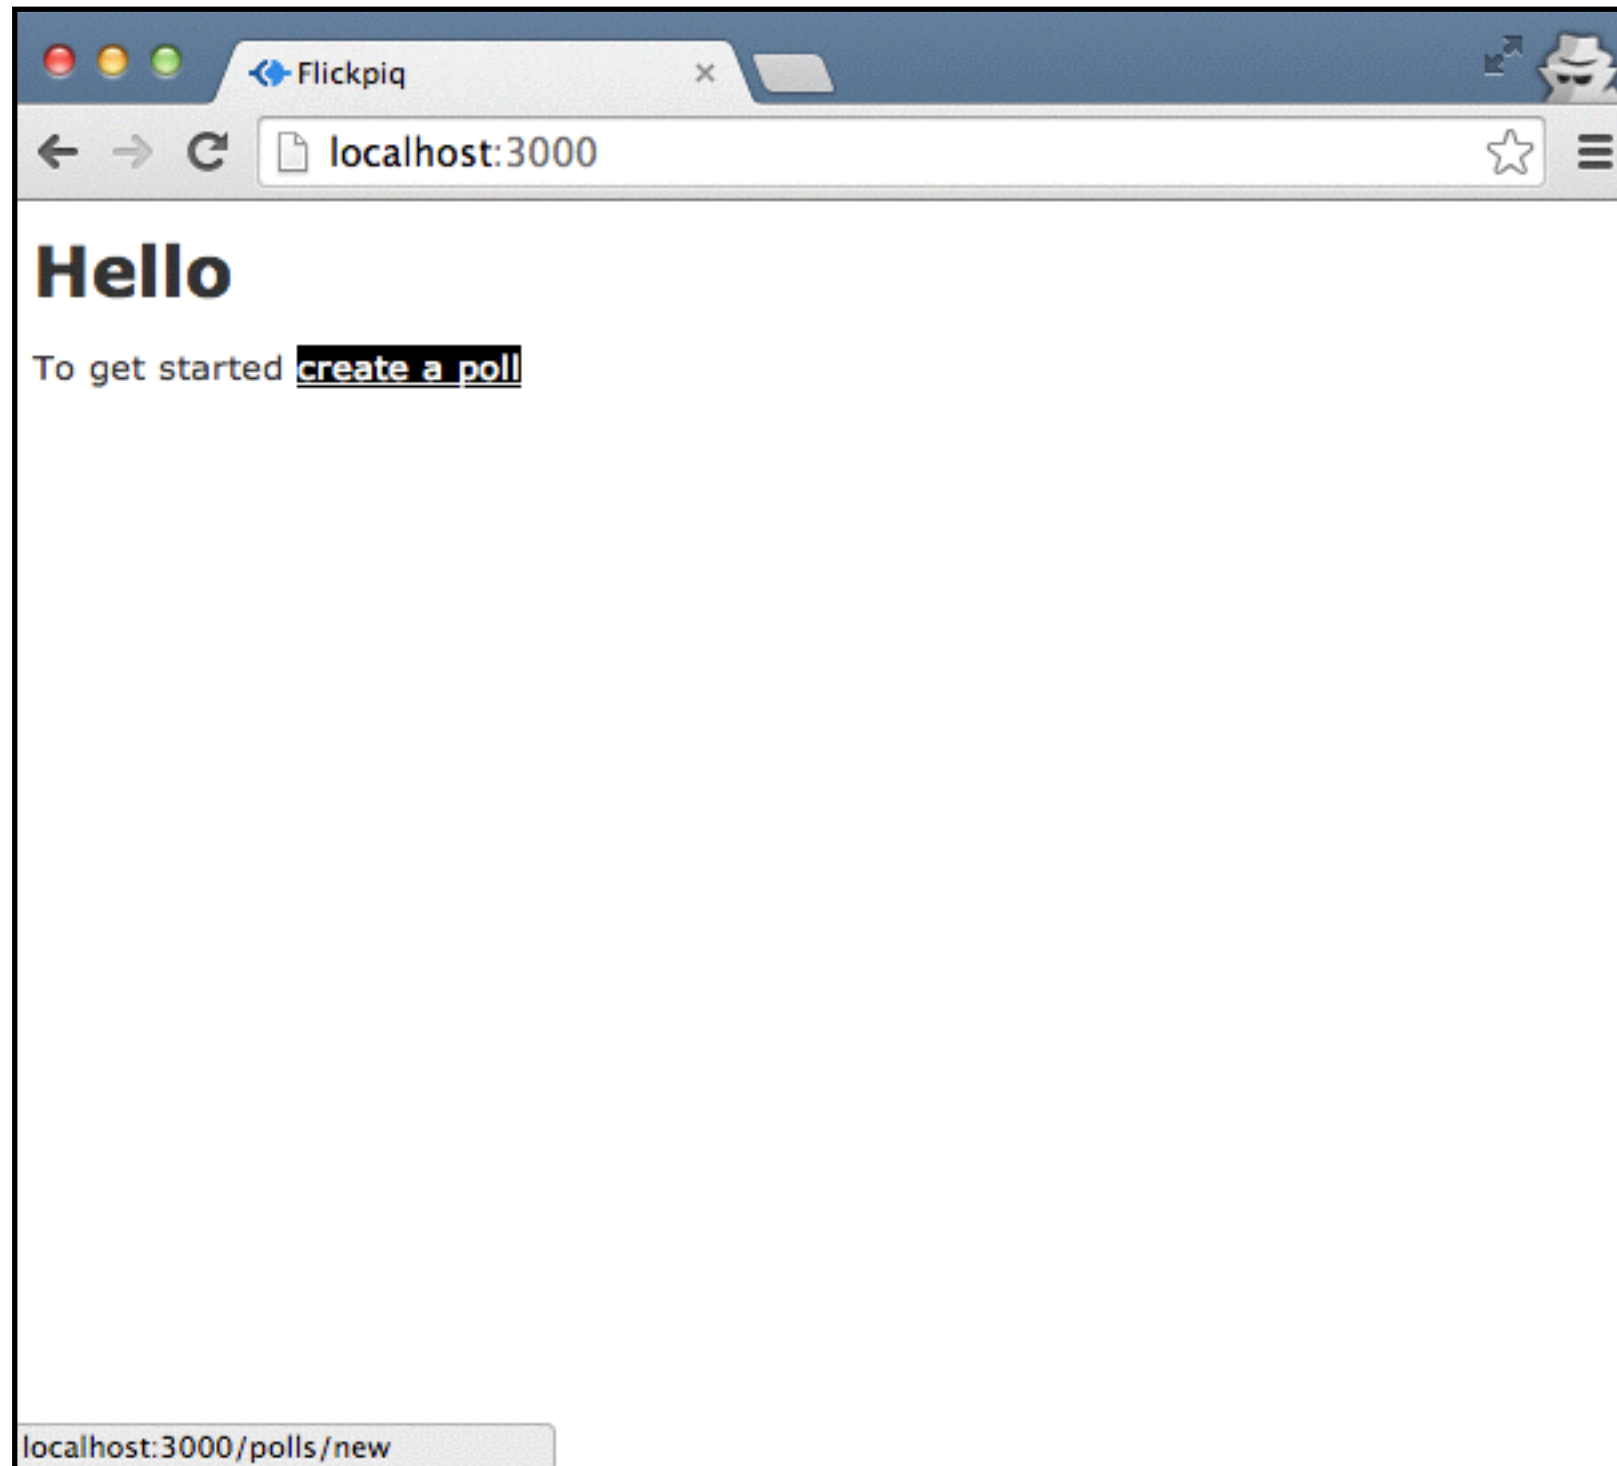 Flickpiq
localhost:3000
Hello
To get started create a poll
localhost:3000/polls/new